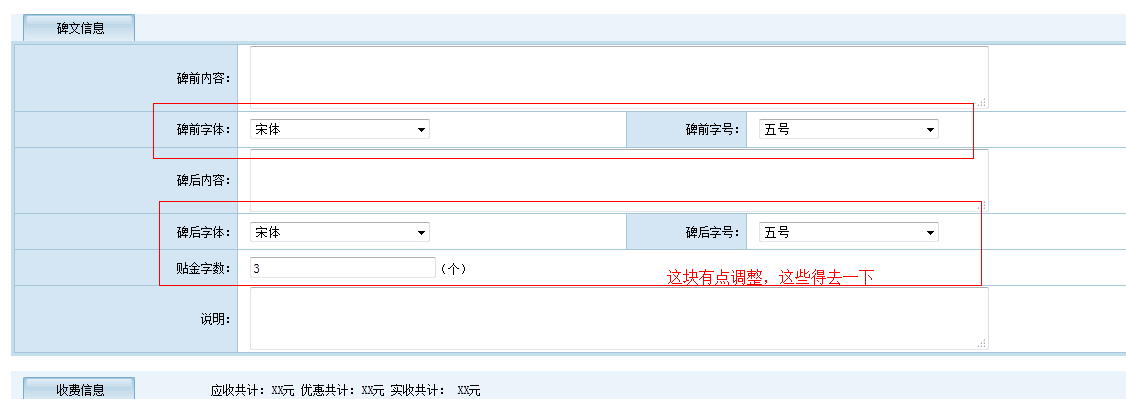 碑文信息
碑前内容：
碑前字体： 宋体 碑前字号： 五号
碑后内容：
碑后字体： 宋体 碑后字号： 五号
贴金字数： 3 (个)
这块有点调整，这些得去一下
说明：
收费信息 应收共计：XX元 优惠共计：XX元 实收共计： XX元